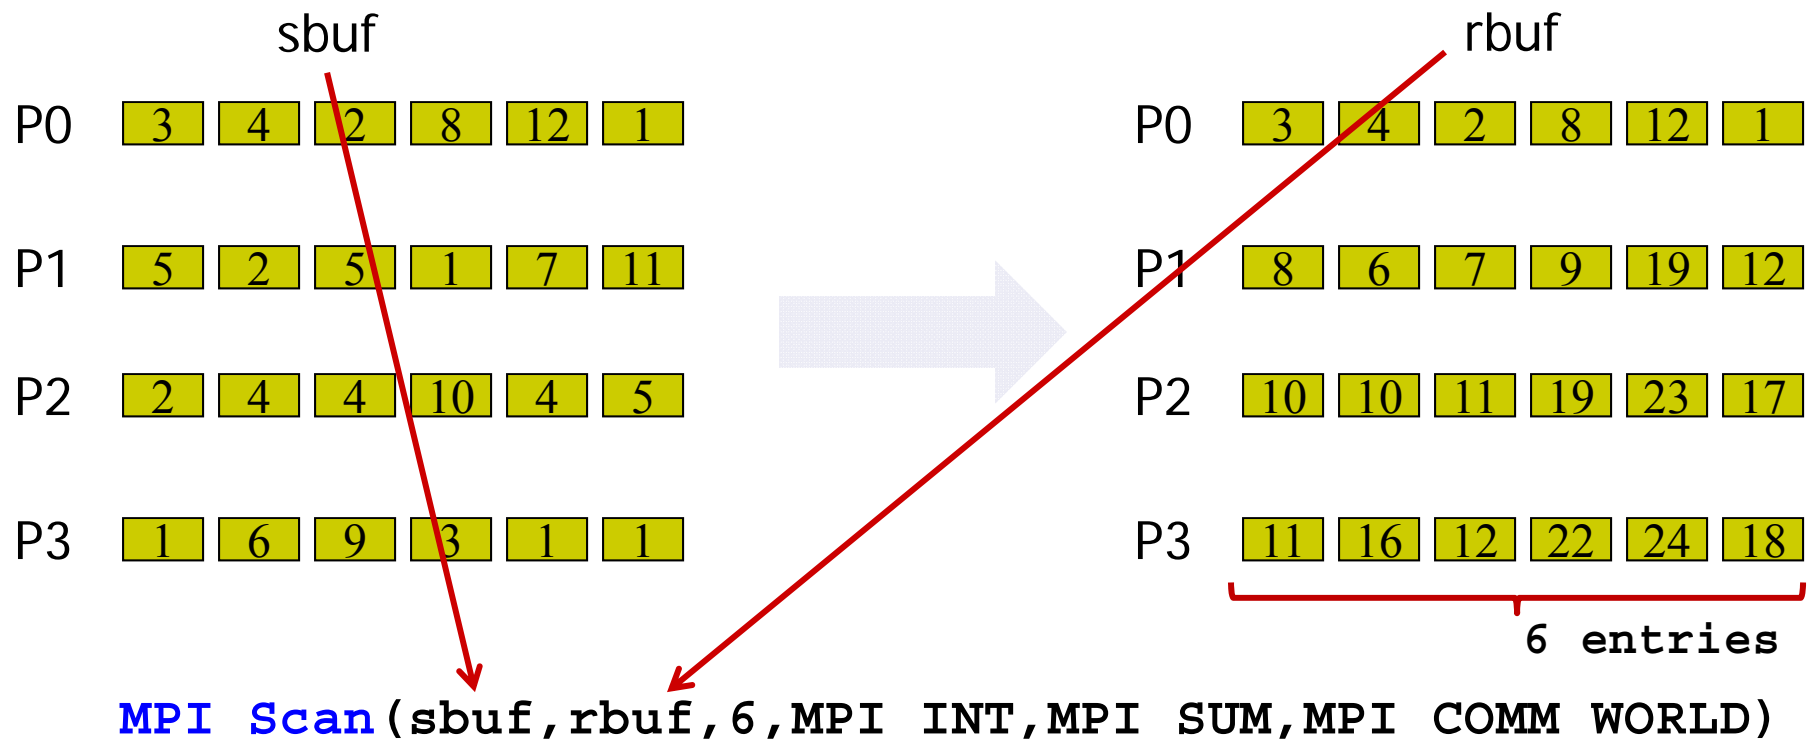 sbuf rbuf
P0 3 4 2 8 12 1 P0 3 4 2 8 12 1
P1 5 2 5 1 7 11 P1 8 6 7 9 19 12
P2 2 4 4 10 4 5 P2 10 10 11 19 23 17
P3 1 6 9 3 1 1 P3 11 16 12 22 24 18
6 entries
MPI Scan(sbuf,rbuf,6,MPI INT,MPI SUM,MPI COMM WORLD)